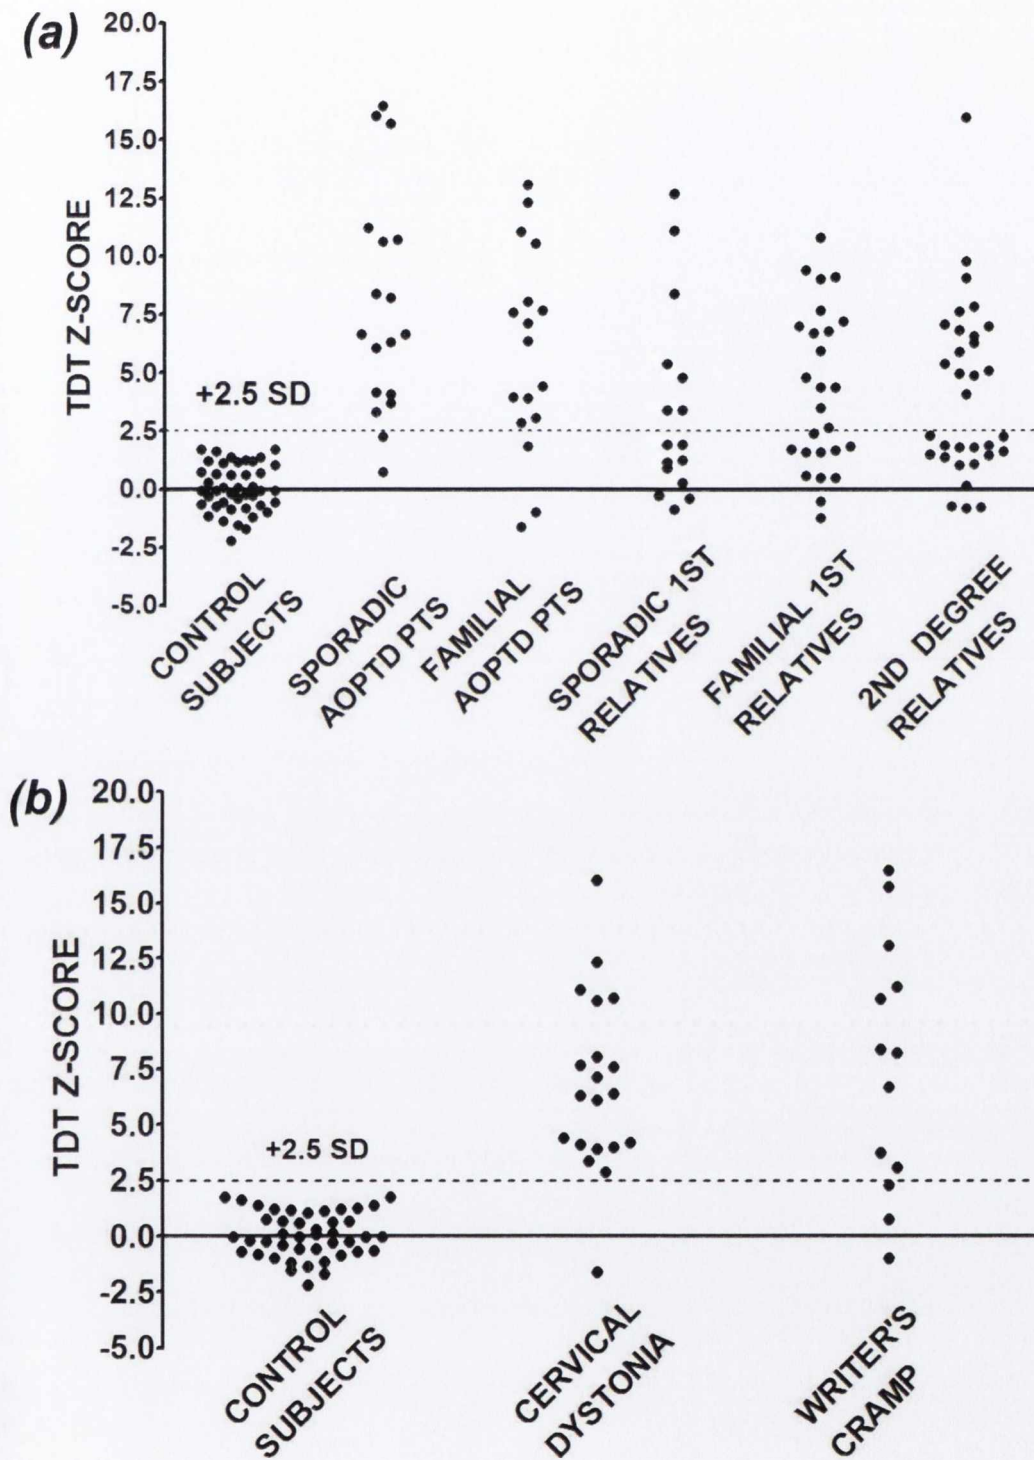 (a)
20.0
17.5
15.0
12.5
10.0
7.5
5.0
2.5
0.0
-2.5
-5.0
TDT Z-SCORE
+2.5 SD
CONTROL
SUBJECTS
SPORADIC
AOPTD PTS
FAMILIAL
AOPTD PTS
SPORADIC 1ST
RELATIVES
FAMILIAL 1ST
RELATIVES
2ND DEGREE
RELATIVES
(b)
20.0
17.5
15.0
12.5
10.0
7.5
5.0
2.5
0.0
-2.5
-5.0
TDT Z-SCORE
+2.5 SD
CONTROL
SUBJECTS
CERVICAL
DYSTONIA
WRITER'S
CRAMP